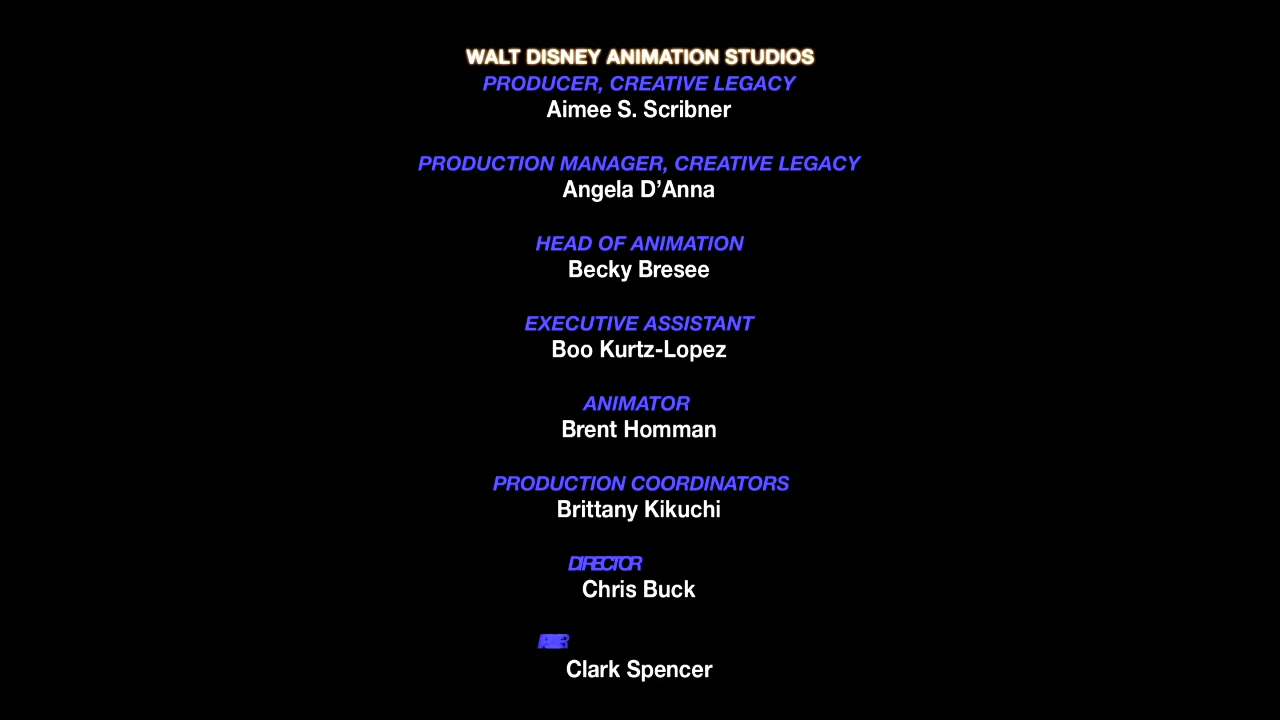 WALT DISNEY ANIMATION STUDIOS
PRODUCER, CREATIVE LEGACY
Aimee S. Scribner
PRODUCTION MANAGER, CREATIVE LEGACY
Angela D’Anna
HEAD OF ANIMATION
Becky Bresee
EXECUTIVE ASSISTANT
Boo Kurtz-Lopez
ANIMATOR
Brent Homman
PRODUCTION COORDINATORS
Brittany Kikuchi
DIRECTOR
Chris Buck
Clark Spencer